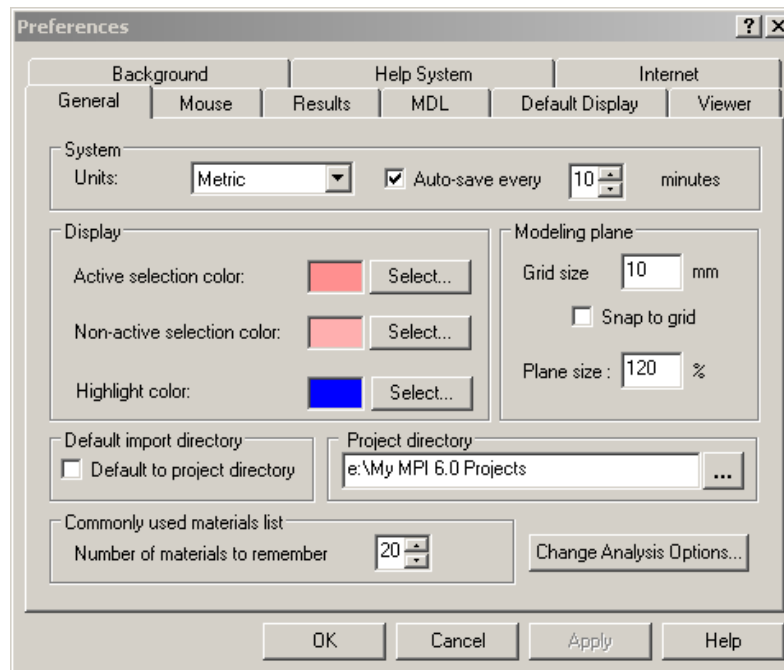 Preferences
Background Help System Internet
General Mouse Results MDL Default Display Viewer
System
Units: Metric Auto-save every 10 minutes
Display Modeling plane
Active selection color: Select... Grid size 10 mm
Non-active selection color: Select... Snap to grid
Highlight color: Select... Plane size : 120 %
Default import directory Project directory
Default to project directory e:\My MPI 6.0 Projects ...
Commonly used materials list
Number of materials to remember 20 Change Analysis Options...
OK Cancel Apply Help